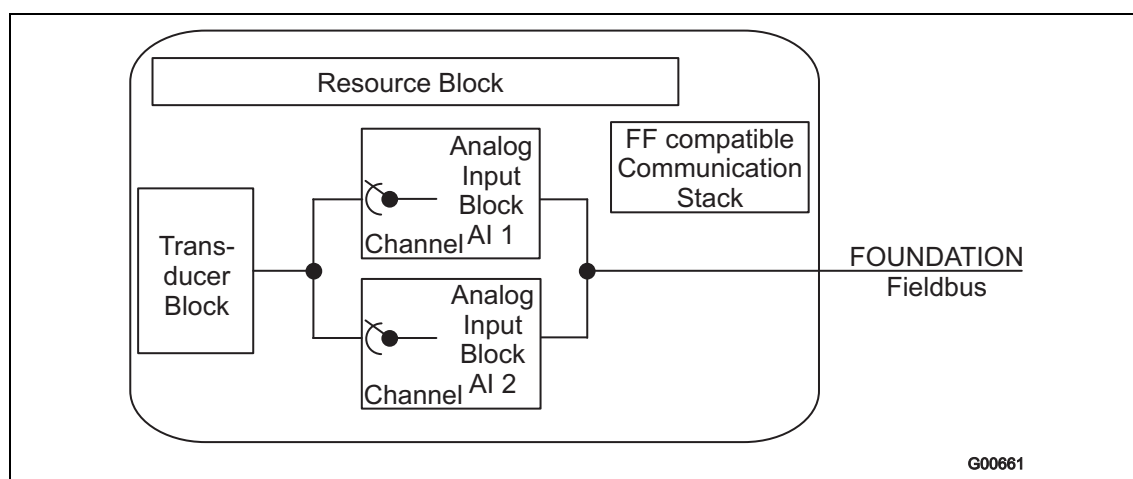 Resource Block
FF compatible
Communication
Stack
Analog
Input
Block
AI 1
Channel
Trans-
ducer
Block
Analog
Input
Block
AI 2
Channel
FOUNDATION
Fieldbus
G00661